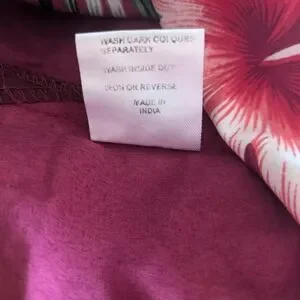 WASH DARK COLOURS
SEPARATELY
WASH INSIDE OUT
IRON ON REVERSE
MADE IN
INDIA